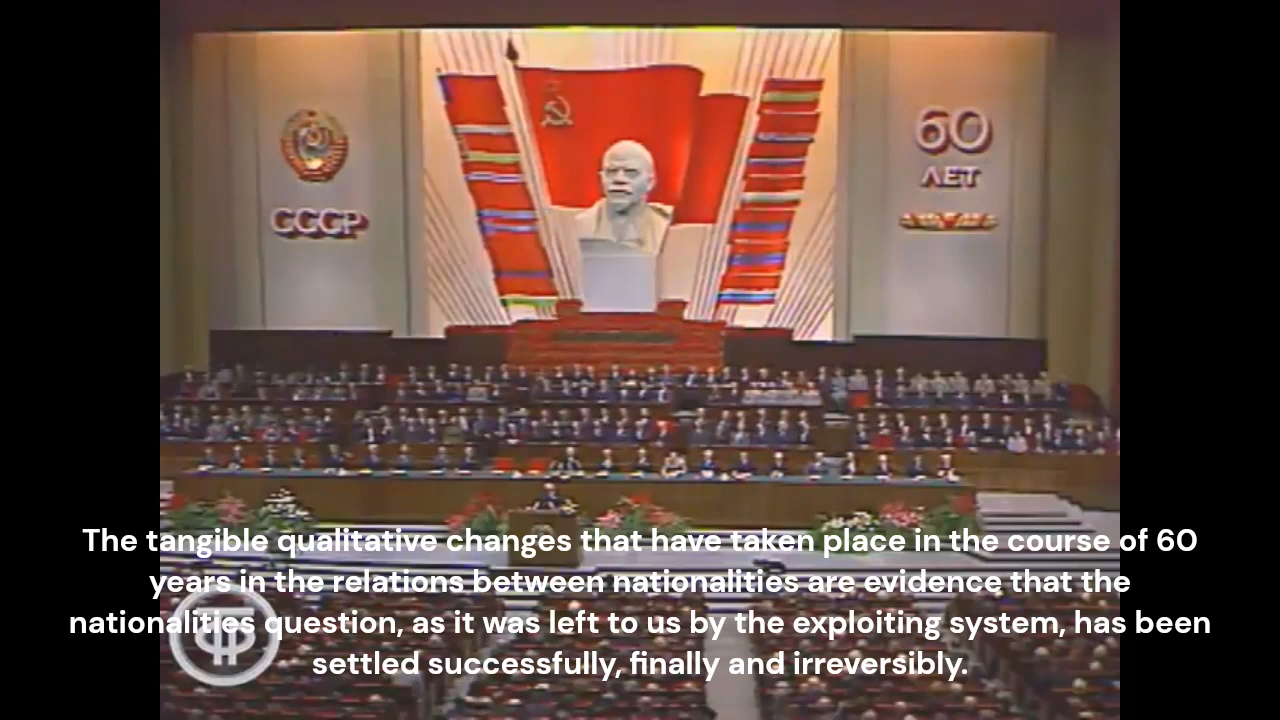 СССР
60
ЛЕТ
The tangible qualitative changes that have taken place in the course of 60
years in the relations between nationalities are evidence that the
nationalities question, as it was left to us by the exploiting system, has been
settled successfully, finally and irreversibly.